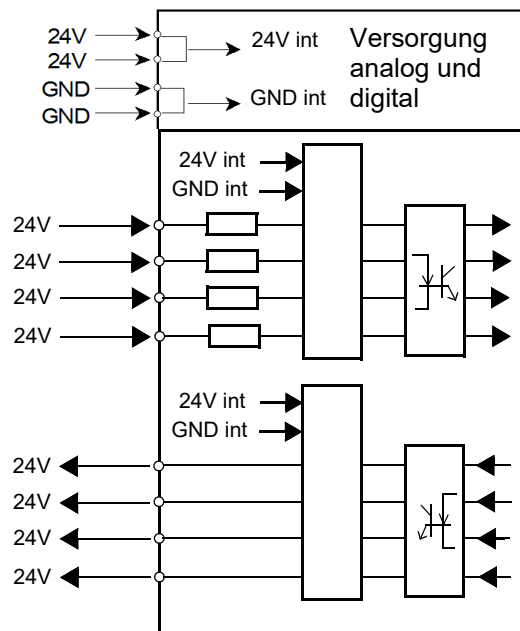 24V
24V
GND
GND
24V int
GND int
Versorgung
analog und
digital
24V int
GND int
24V
24V
24V
24V
24V int
GND int
24V
24V
24V
24V